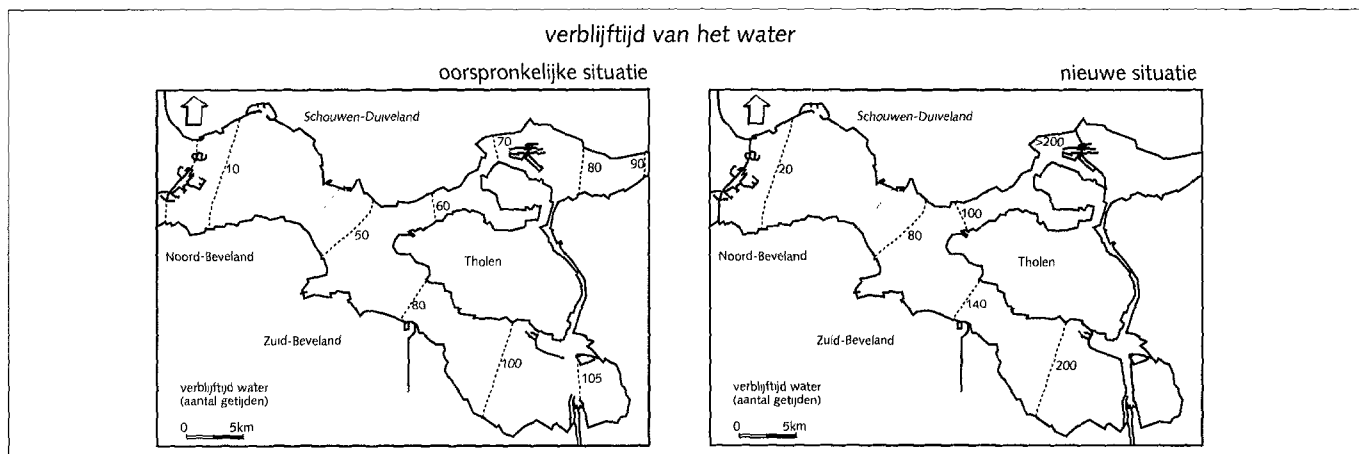 verblijftijd van het water
oorspronkelijke situatie
Schouwen-Duiveland
70
80
90
10
60
50
Noord-Beveland
Tholen
80
Zuid-Beveland
100
105
verblijftijd water
(aantal getijden)
0 5km
nieuwe situatie
Schouwen-Duiveland
>200
20
100
80
Noord-Beveland
Tholen
140
Zuid-Beveland
200
verblijftijd water
(aantal getijden)
0 5km